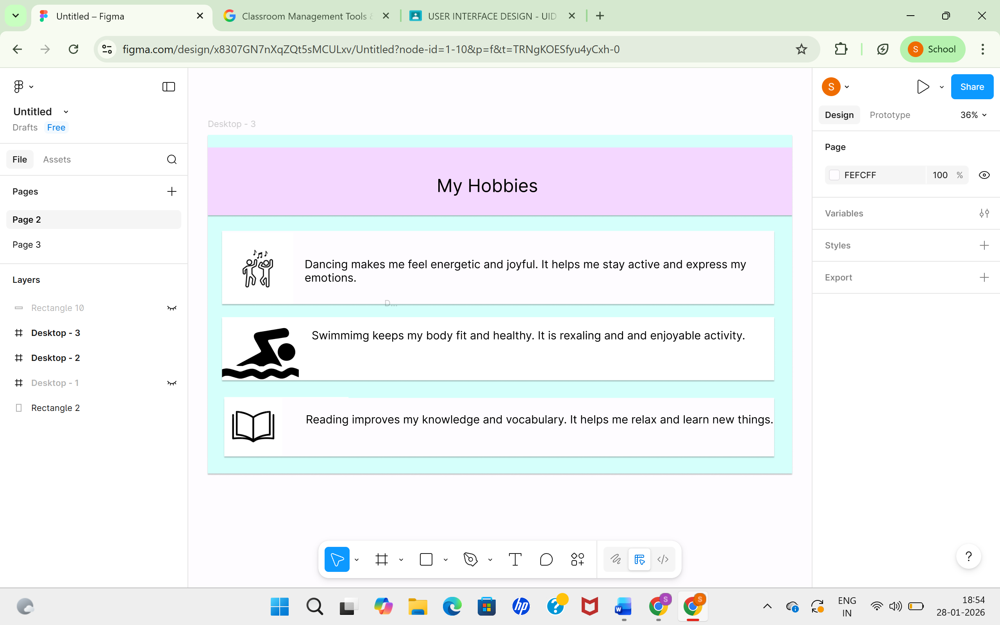 Untitled – Figma
Classroom Management Tools &
USER INTERFACE DESIGN - UID
figma.com/design/x8307GN7nXqZQt5sMCULxv/Untitled?node-id=1-10&p=f&t=TRNgKOESfyu4yCxh-0
S School
Untitled
Drafts Free
File Assets
Pages
Page 2
Page 3
Layers
Rectangle 10
Desktop - 3
Desktop - 2
Desktop - 1
Rectangle 2
Desktop - 3
My Hobbies
Dancing makes me feel energetic and joyful. It helps me stay active and express my
emotions.
D...
Swimmimg keeps my body fit and healthy. It is rexaling and and enjoyable activity.
Reading improves my knowledge and vocabulary. It helps me relax and learn new things.
S
Share
Design Prototype 36%
Page
FEFCFF 100 %
Variables
Styles
Export
?
hp
?
W
S
S
ENG
IN
18:54
28-01-2026